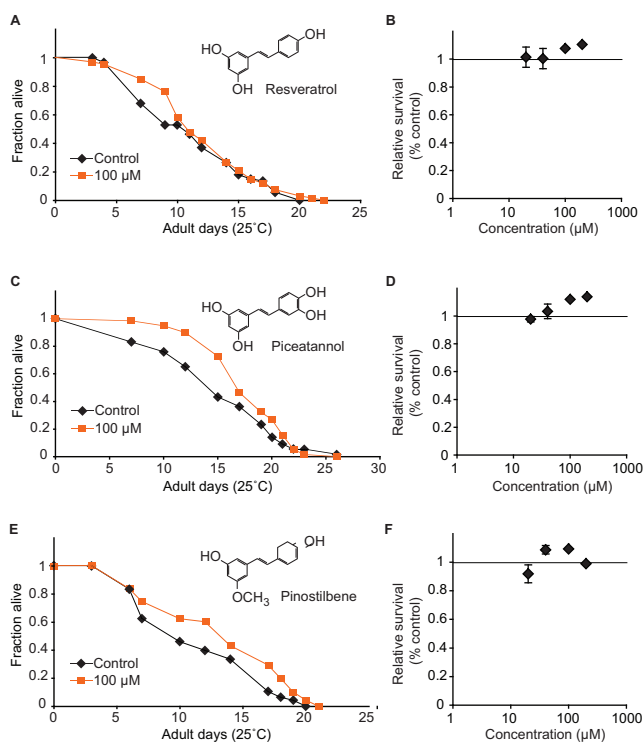 A
Fraction alive
1
0.8
0.6
0.4
0.2
0
0 5 10 15 20 25
Adult days (25˚C)
Control
100 µM
HO
OH
OH
Resveratrol
B
Relative survival
(% control)
1
0.8
0.6
0.4
0.2
0
1 10 100 1000
Concentration (µM)
C
Fraction alive
1
0.8
0.6
0.4
0.2
0
0 5 10 15 20 25 30
Adult days (25˚C)
Control
100 µM
HO
OH
OH
OH
Piceatannol
D
Relative survival
(% control)
1
0.8
0.6
0.4
0.2
0
1 10 100 1000
Concentration (µM)
E
Fraction alive
1
0.8
0.6
0.4
0.2
0
0 5 10 15 20 25
Adult days (25˚C)
Control
100 µM
HO
OH
OCH3
Pinostilbene
F
Relative survival
(% control)
1
0.8
0.6
0.4
0.2
0
1 10 100 1000
Concentration (µM)